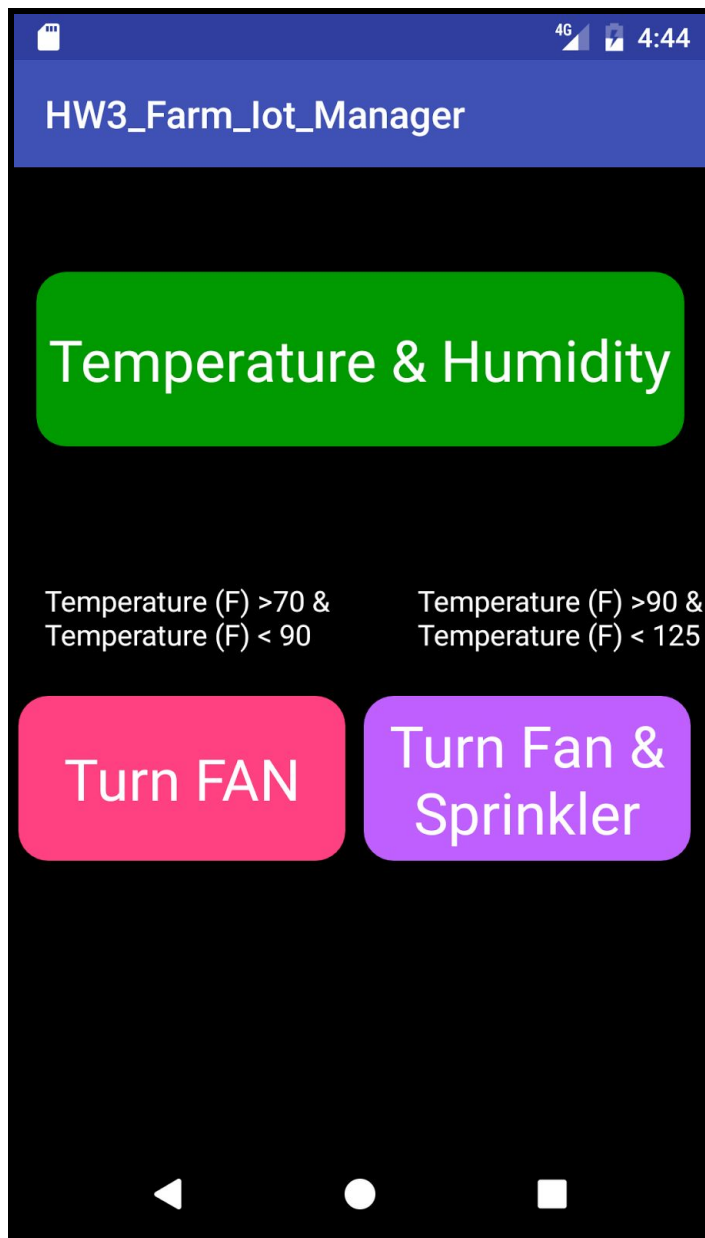 4G 4:44
HW3_Farm_Iot_Manager
Temperature & Humidity
Temperature (F) >70 &
Temperature (F) < 90
Temperature (F) >90 &
Temperature (F) < 125
Turn FAN
Turn Fan &
Sprinkler